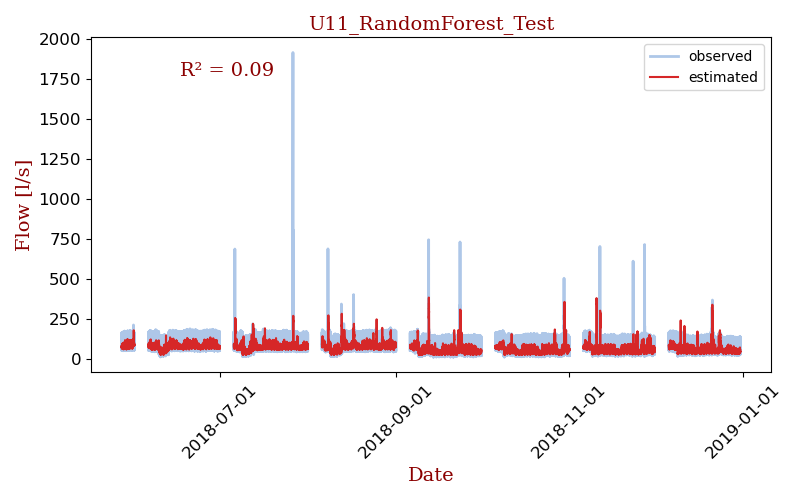 U11_RandomForest_Test
R² = 0.09
observed
estimated
Flow [l/s]
2000
1750
1500
1250
1000
750
500
250
0
2018-07-01
2018-09-01
2018-11-01
2019-01-01
Date